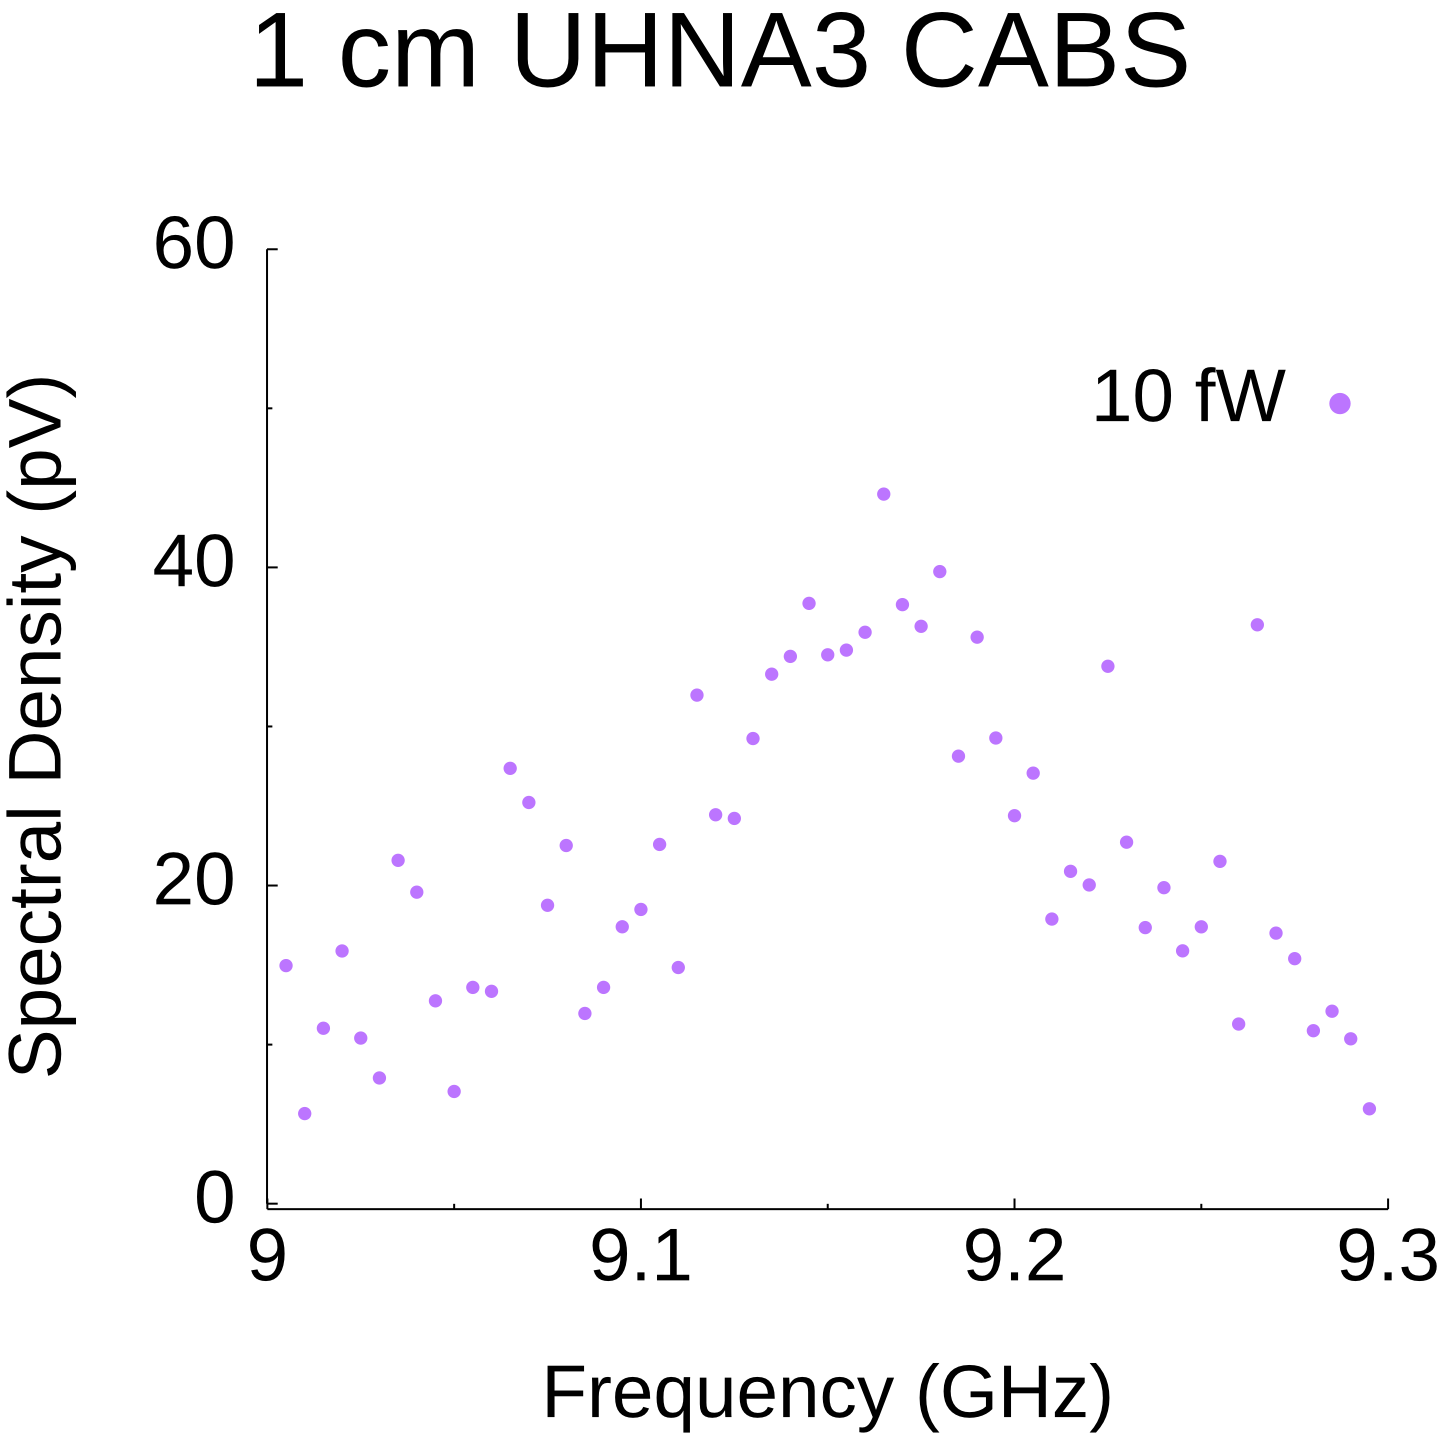 1 cm UHNA3 CABS
60
40
20
0
Spectral Density (pV)
10 fW
9
9.1
9.2
9.3
Frequency (GHz)